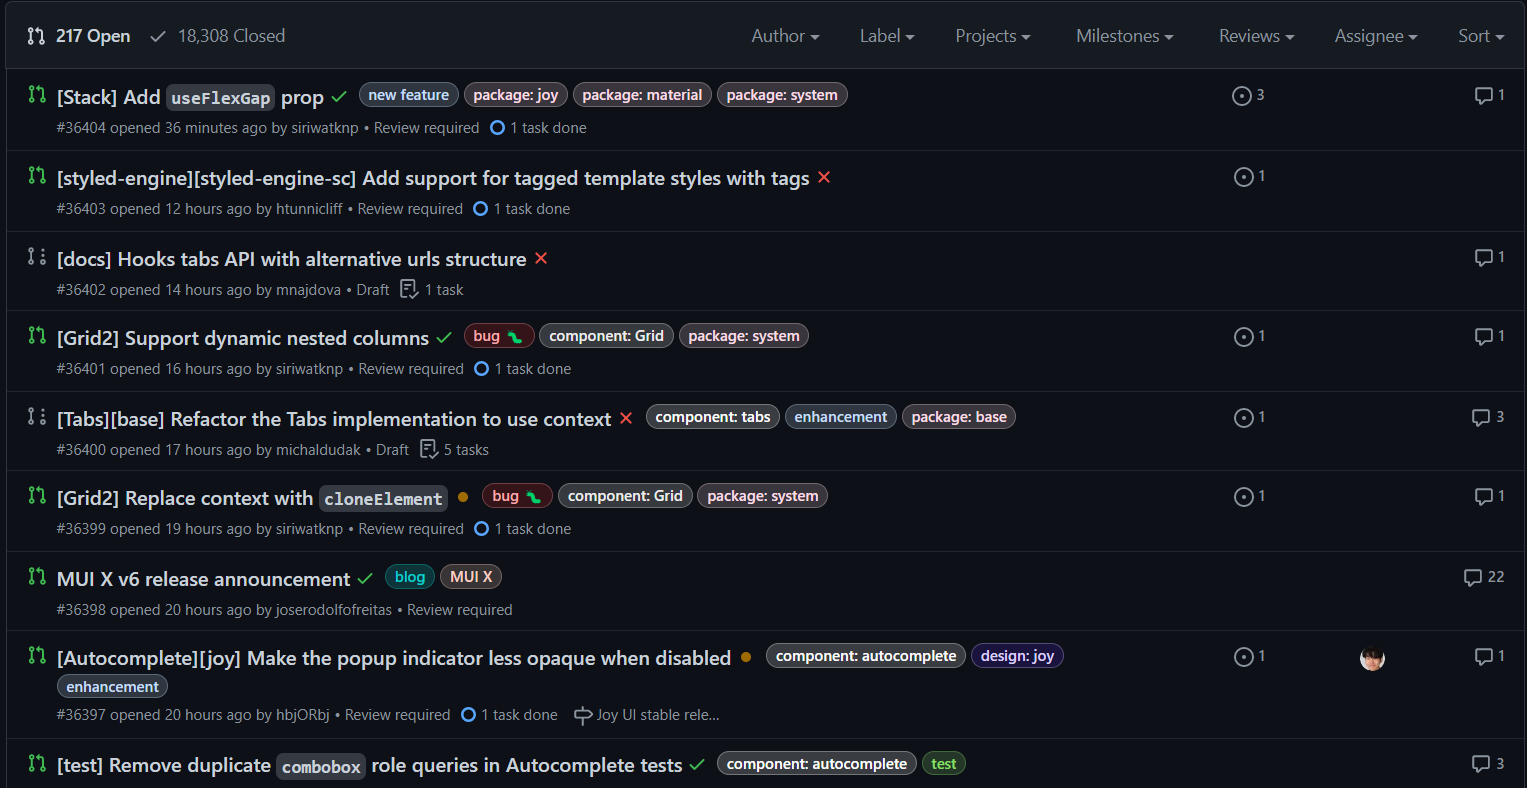 217 Open 18,308 Closed Author Label Projects Milestones Reviews Assignee Sort
[Stack] Add useFlexGap prop new feature package: joy package: material package: system 3 1
#36404 opened 36 minutes ago by siriwatknp • Review required 1 task done
[styled-engine][styled-engine-sc] Add support for tagged template styles with tags 1
#36403 opened 12 hours ago by htunnicliff • Review required 1 task done
[docs] Hooks tabs API with alternative urls structure 1
#36402 opened 14 hours ago by mnajdova • Draft 1 task
[Grid2] Support dynamic nested columns bug component: Grid package: system 1 1
#36401 opened 16 hours ago by siriwatknp • Review required 1 task done
[Tabs][base] Refactor the Tabs implementation to use context component: tabs enhancement package: base 1 3
#36400 opened 17 hours ago by michaldudak • Draft 5 tasks
[Grid2] Replace context with cloneElement bug component: Grid package: system 1 1
#36399 opened 19 hours ago by siriwatknp • Review required 1 task done
MUI X v6 release announcement blog MUI X 22
#36398 opened 20 hours ago by joserodolfofreitas • Review required
[Autocomplete][joy] Make the popup indicator less opaque when disabled component: autocomplete design: joy 1 1
enhancement
#36397 opened 20 hours ago by hbjORbj • Review required 1 task done Joy UI stable rele...
[test] Remove duplicate combobox role queries in Autocomplete tests component: autocomplete test 3